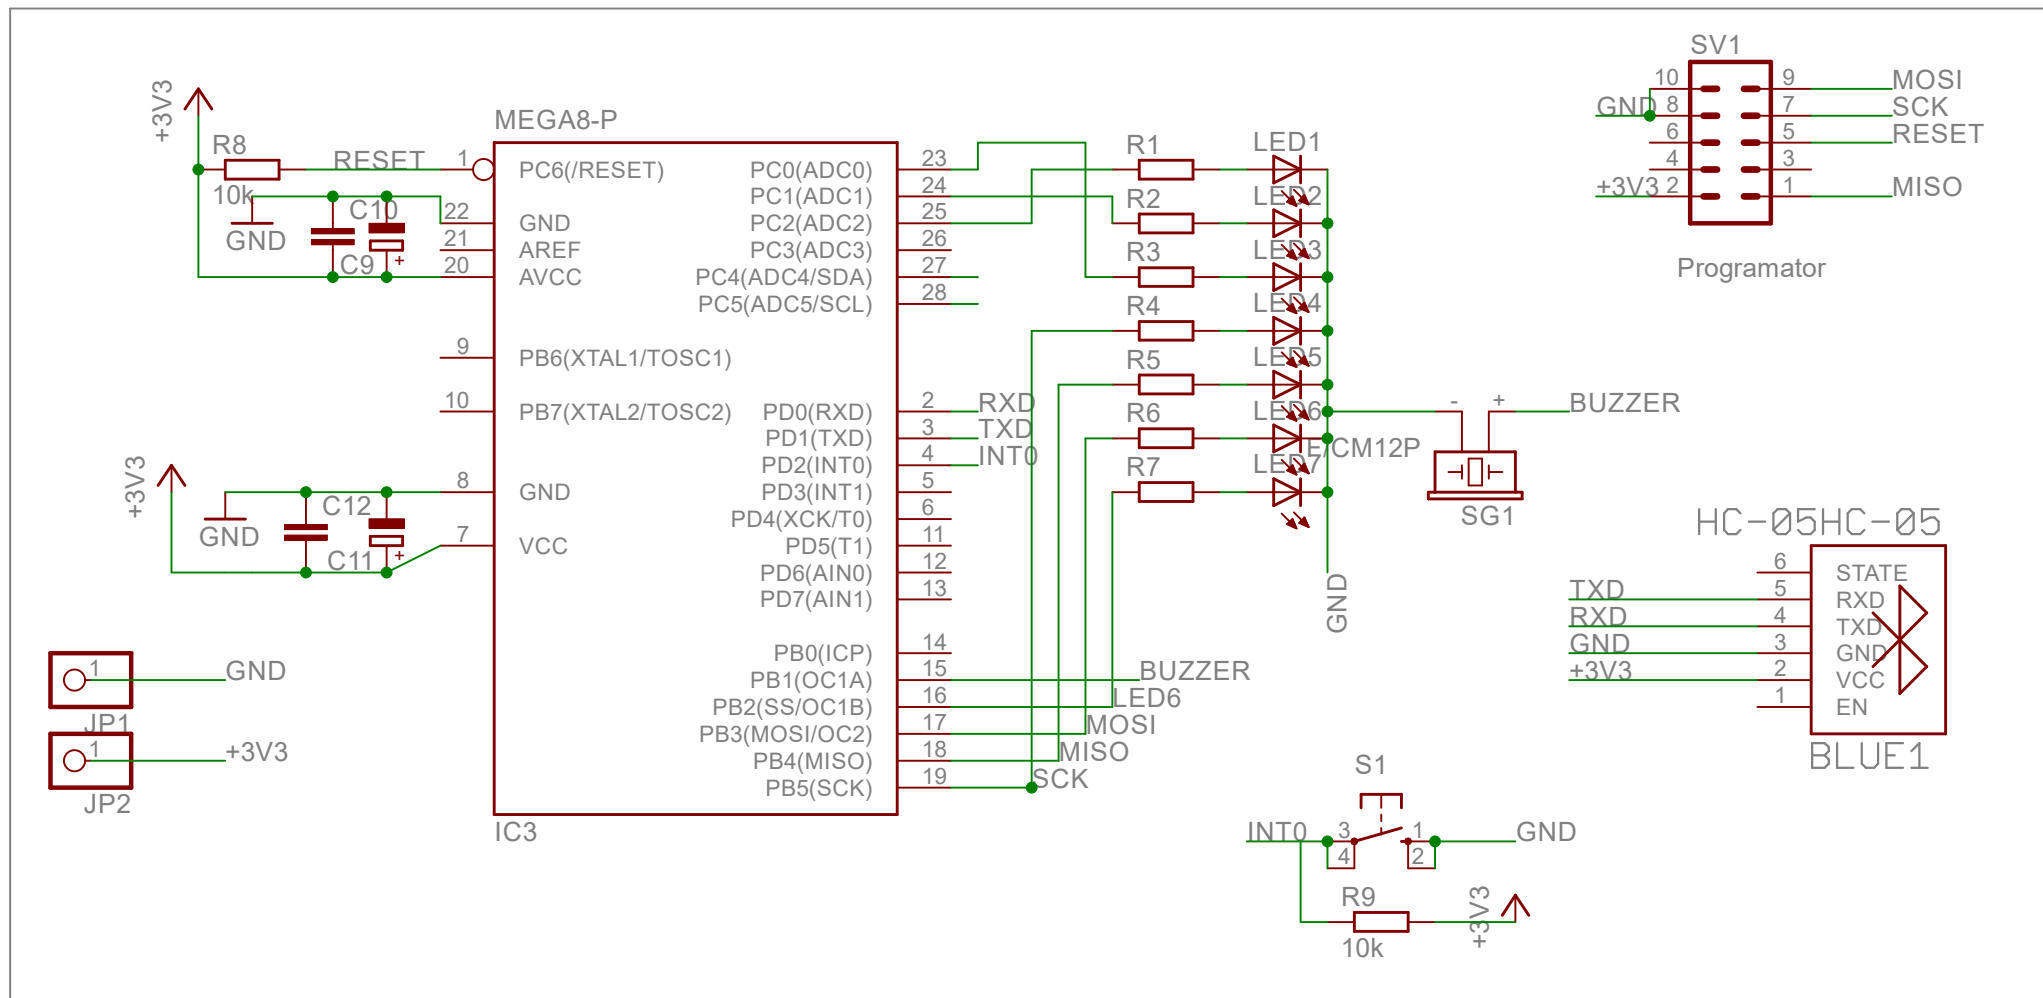 +3V3
R8
10k
RESET
GND
C10
C9
+3V3
GND
C12
C11
1
GND
JP1
1
+3V3
JP2
MEGA8-P
1 PC6(/RESET)
22 GND
21 AREF
20 AVCC
9 PB6(XTAL1/TOSC1)
10 PB7(XTAL2/TOSC2)
8 GND
7 VCC
PC0(ADC0) 23
PC1(ADC1) 24
PC2(ADC2) 25
PC3(ADC3) 26
PC4(ADC4/SDA) 27
PC5(ADC5/SCL) 28
PD0(RXD) 2 RXD
PD1(TXD) 3 TXD
PD2(INT0) 4 INT0
PD3(INT1) 5
PD4(XCK/T0) 6
PD5(T1) 11
PD6(AIN0) 12
PD7(AIN1) 13
PB0(ICP) 14
PB1(OC1A) 15 BUZZER
PB2(SS/OC1B) 16 LED6
PB3(MOSI/OC2) 17 MOSI
PB4(MISO) 18 MISO
PB5(SCK) 19 SCK
IC3
R1 LED1
R2 LED2
R3 LED3
R4 LED4
R5 LED5
R6 LED6
R7 LED7
GND
- + BUZZER
E/CM12P
SG1
SV1
10 9 MOSI
GND 8 7 SCK
6 5 RESET
4 3
+3V3 2 1 MISO
Programator
HC-05HC-05
6 STATE
TXD 5 RXD
RXD 4 TXD
GND 3 GND
+3V3 2 VCC
1 EN
BLUE1
S1
INT0 3 1 GND
4 2
R9
10k
+3V3